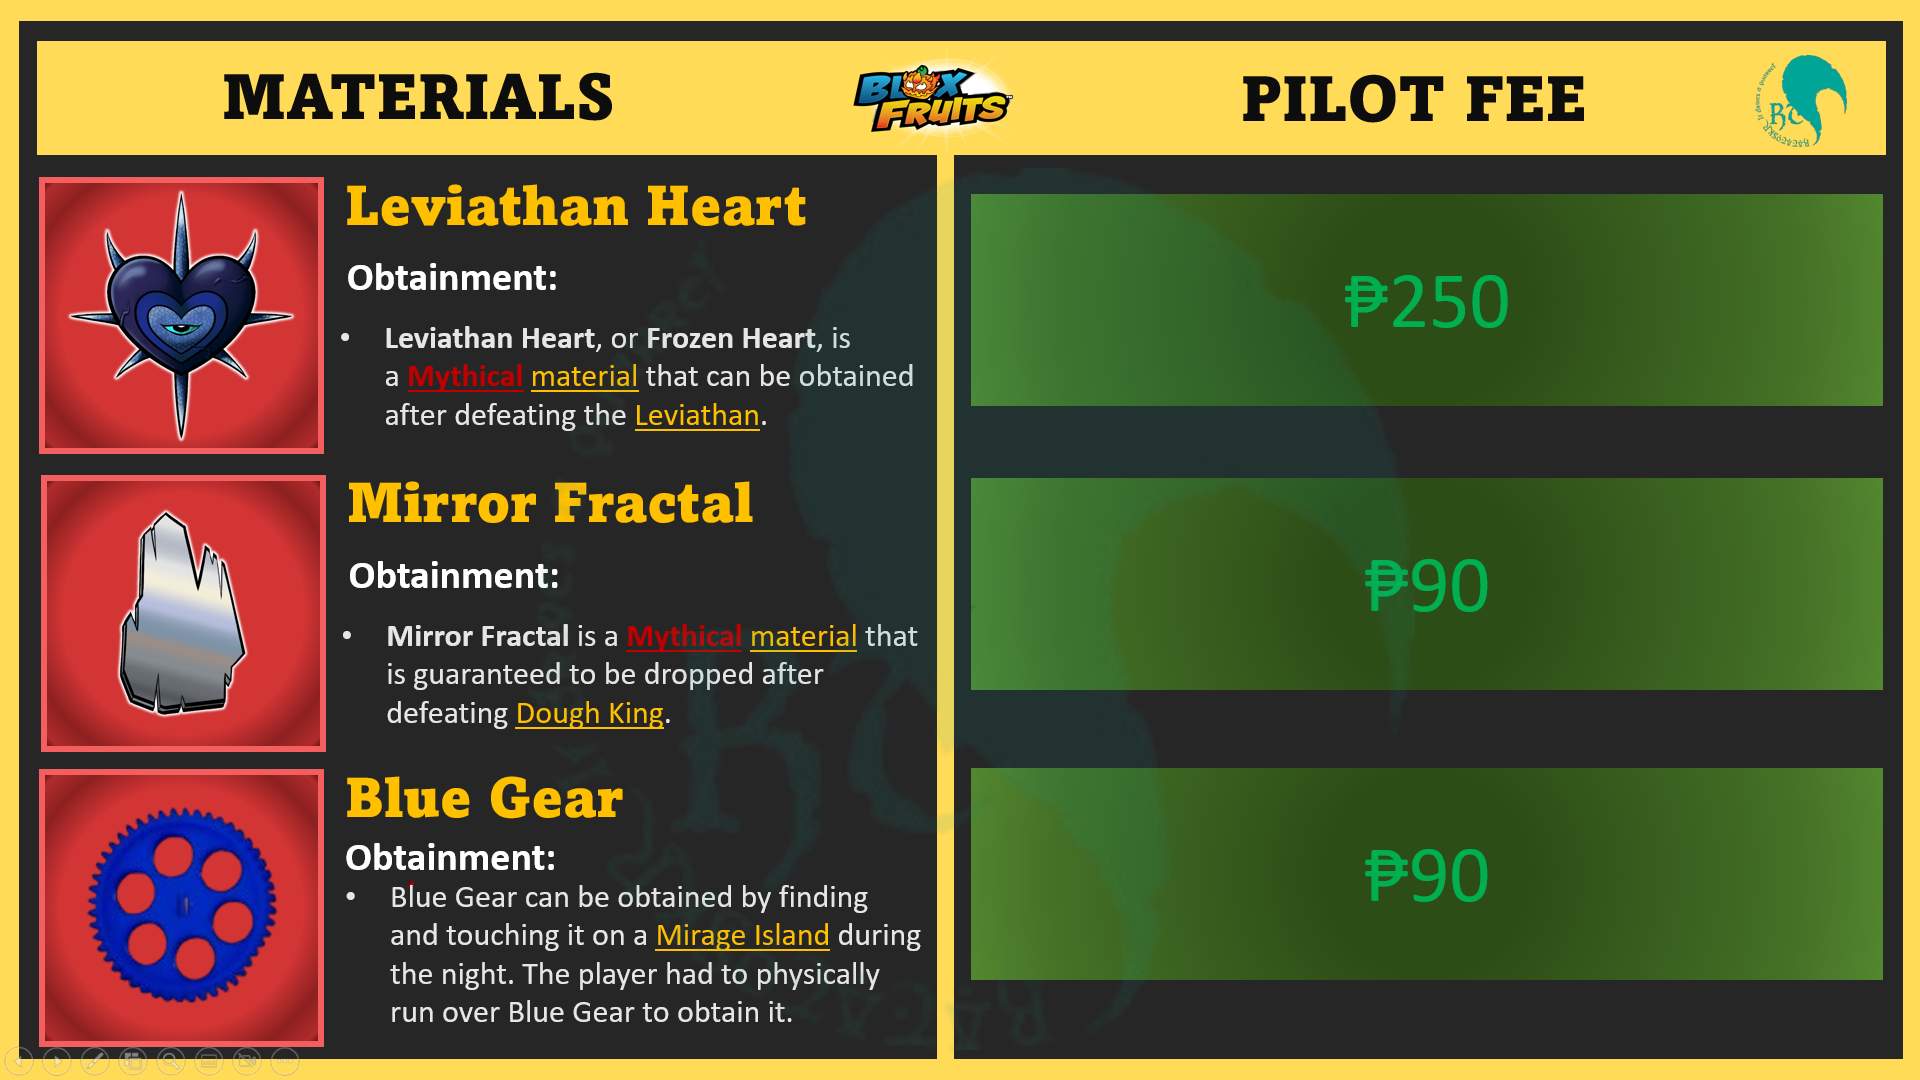 MATERIALS
BLOX
FRUITS
PILOT FEE
RC
Leviathan Heart
Obtainment:
• Leviathan Heart, or Frozen Heart, is
a Mythical material that can be obtained
after defeating the Leviathan.
₱250
Mirror Fractal
Obtainment:
• Mirror Fractal is a Mythical material that
is guaranteed to be dropped after
defeating Dough King.
₱90
Blue Gear
Obtainment:
• Blue Gear can be obtained by finding
and touching it on a Mirage Island during
the night. The player had to physically
run over Blue Gear to obtain it.
₱90